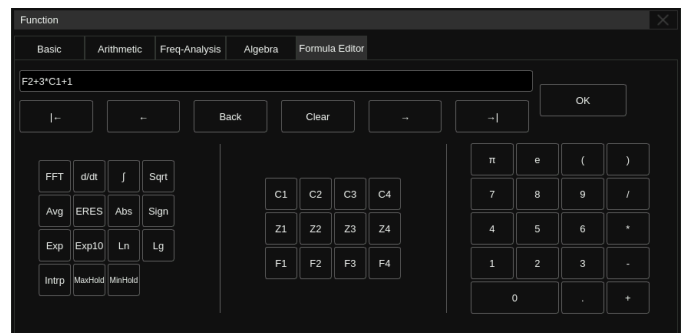 Function
Basic Arithmetic Freq-Analysis Algebra Formula Editor
F2+3*C1+1
OK
|← ← Back Clear → →|
FFT d/dt ∫ Sqrt
Avg ERES Abs Sign
Exp Exp10 Ln Lg
Intrp MaxHold MinHold
C1 C2 C3 C4
Z1 Z2 Z3 Z4
F1 F2 F3 F4
π e ( )
7 8 9 /
4 5 6 *
1 2 3 -
0 . +